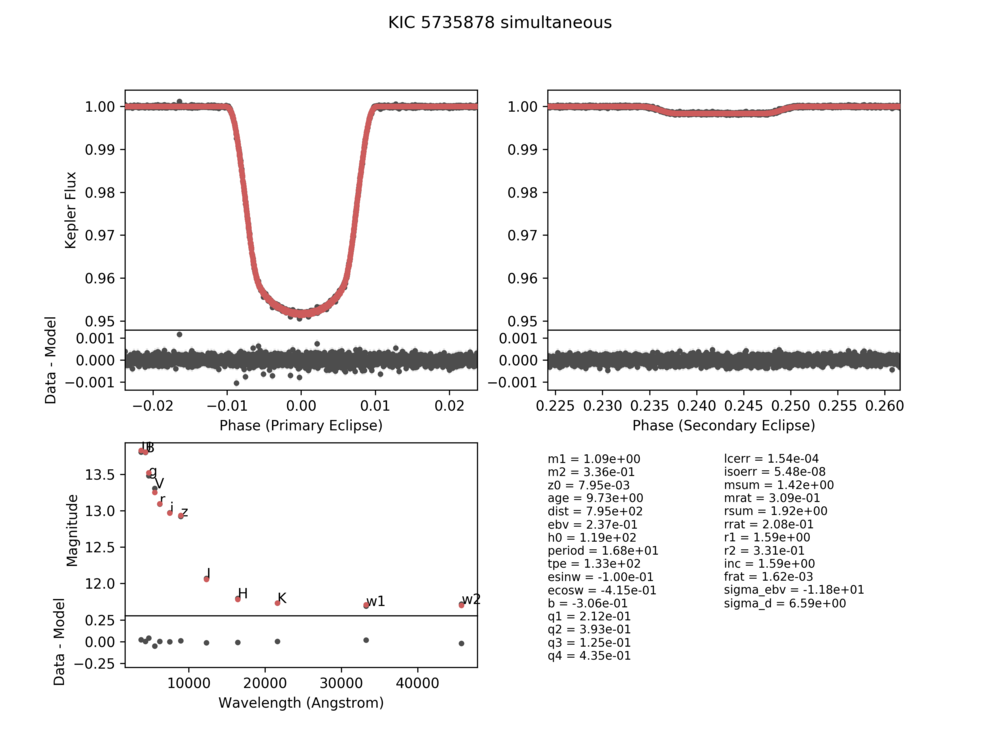 KIC 5735878 simultaneous
1.00
0.99
0.98
0.97
0.96
0.95
Kepler Flux
0.001
0.000
−0.001
Data - Model
−0.02 −0.01 0.00 0.01 0.02
Phase (Primary Eclipse)
1.00
0.99
0.98
0.97
0.96
0.95
0.001
0.000
−0.001
0.225 0.230 0.235 0.240 0.245 0.250 0.255 0.260
Phase (Secondary Eclipse)
13.5
13.0
12.5
12.0
Magnitude
B
g
V
r
i
z
J
H
K
w1
w2
0.25
0.00
−0.25
Data - Model
10000 20000 30000 40000
Wavelength (Angstrom)
m1 = 1.09e+00
m2 = 3.36e-01
z0 = 7.95e-03
age = 9.73e+00
dist = 7.95e+02
ebv = 2.37e-01
h0 = 1.19e+02
period = 1.68e+01
tpe = 1.33e+02
esinw = -1.00e-01
ecosw = -4.15e-01
b = -3.06e-01
q1 = 2.12e-01
q2 = 3.93e-01
q3 = 1.25e-01
q4 = 4.35e-01
lcerr = 1.54e-04
isoerr = 5.48e-08
msum = 1.42e+00
mrat = 3.09e-01
rsum = 1.92e+00
rrat = 2.08e-01
r1 = 1.59e+00
r2 = 3.31e-01
inc = 1.59e+00
frat = 1.62e-03
sigma_ebv = -1.18e+01
sigma_d = 6.59e+00